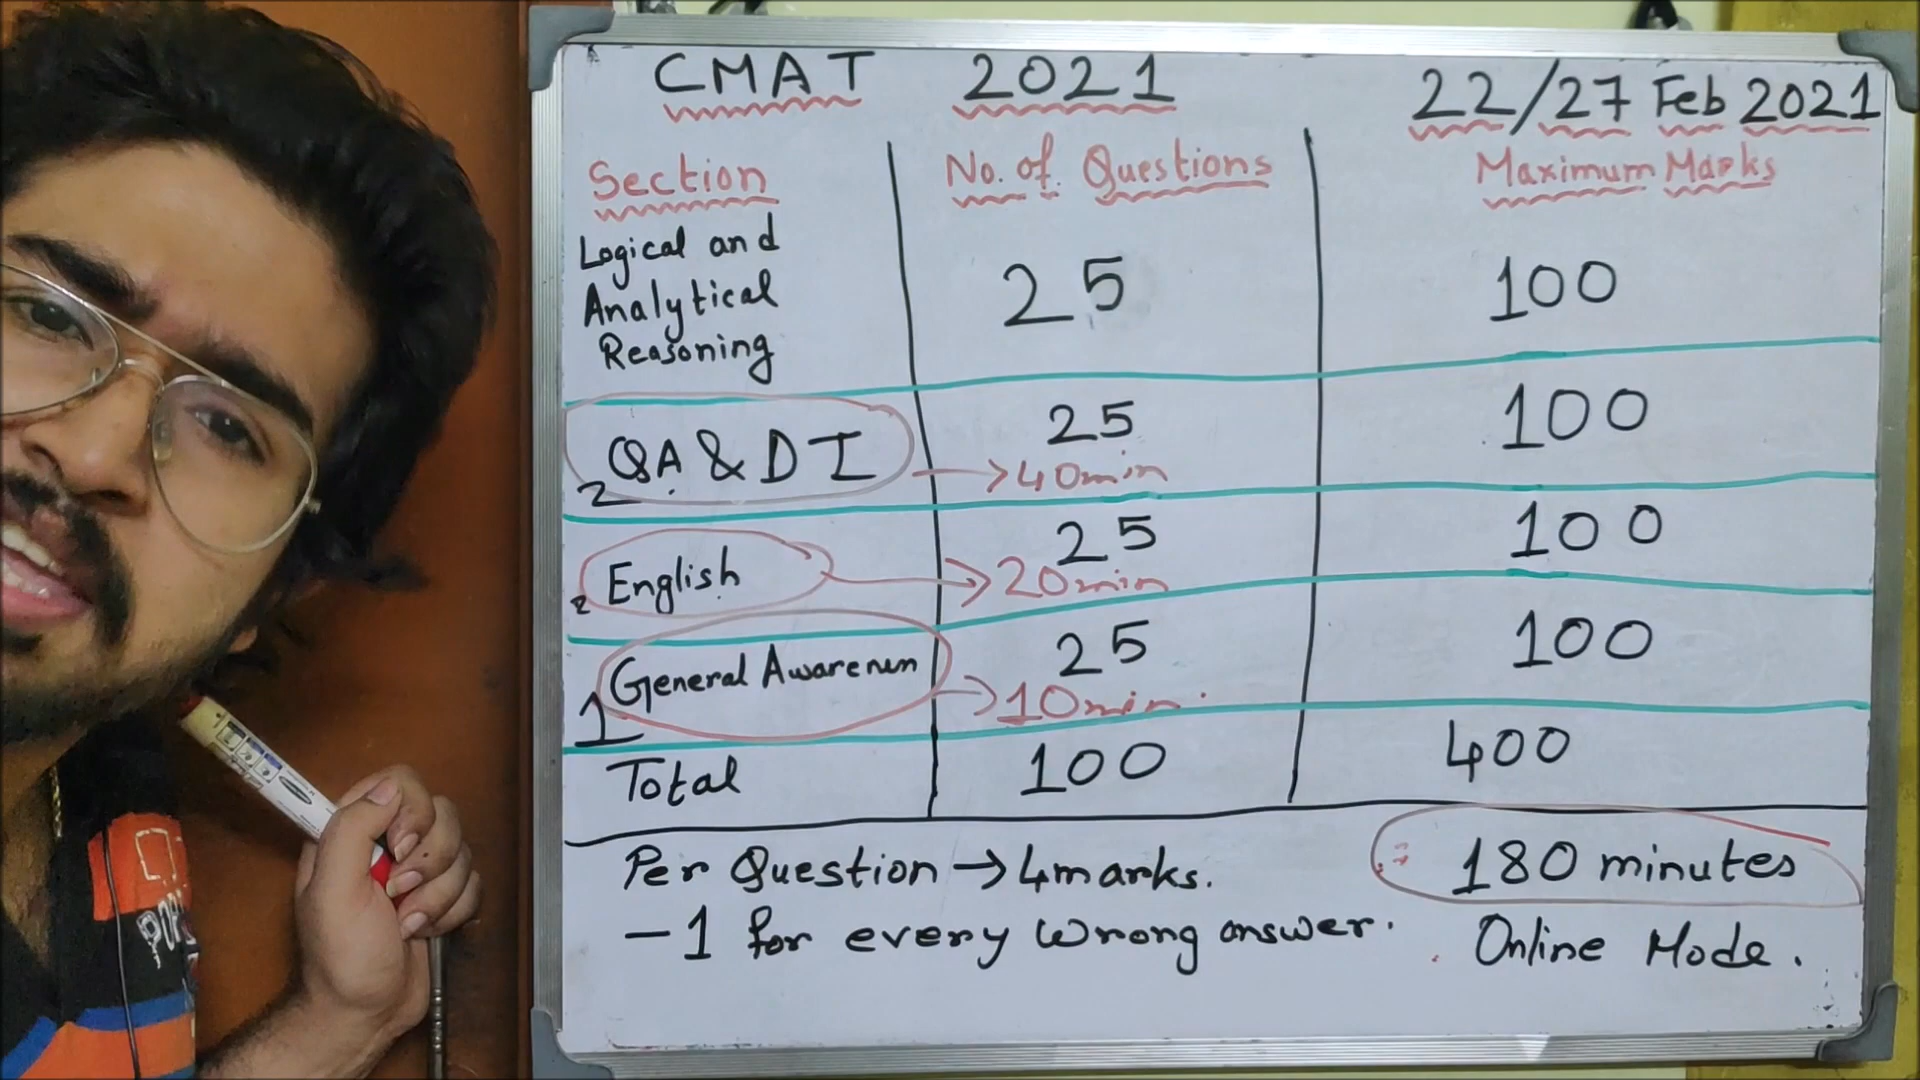 CMAT 2021 22/27 Feb 2021
Section No. of Questions Maximum Marks
Logical and
Analytical
Reasoning
25 100
2 QA & DI 25 100
→40min
2 English 25 100
→20min
1 General Awareness 25 100
→10min.
Total 100 400
Per Question → 4marks. 180 minutes
-1 for every wrong answer. Online Mode.